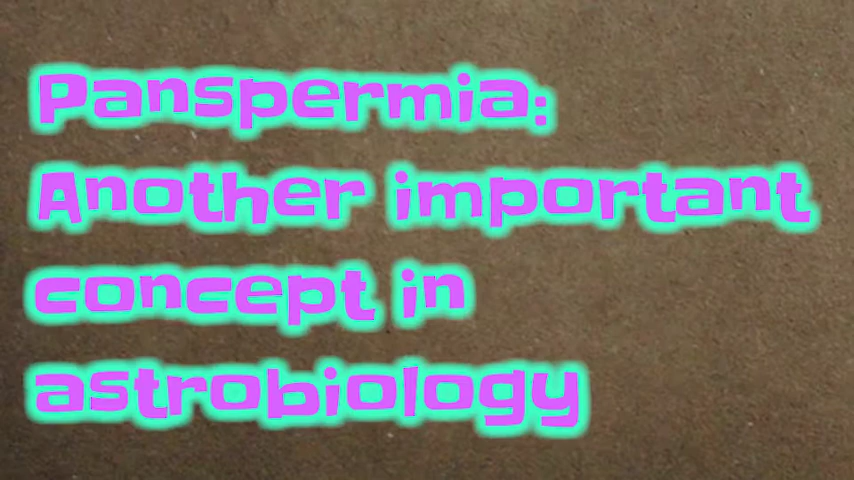 Panspermia:
Another important
concept in
astrobiology